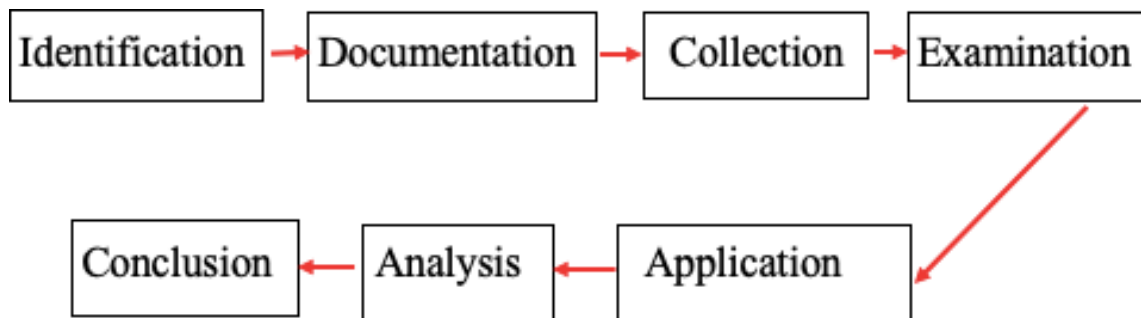 Identification
Documentation
Collection
Examination
Application
Analysis
Conclusion